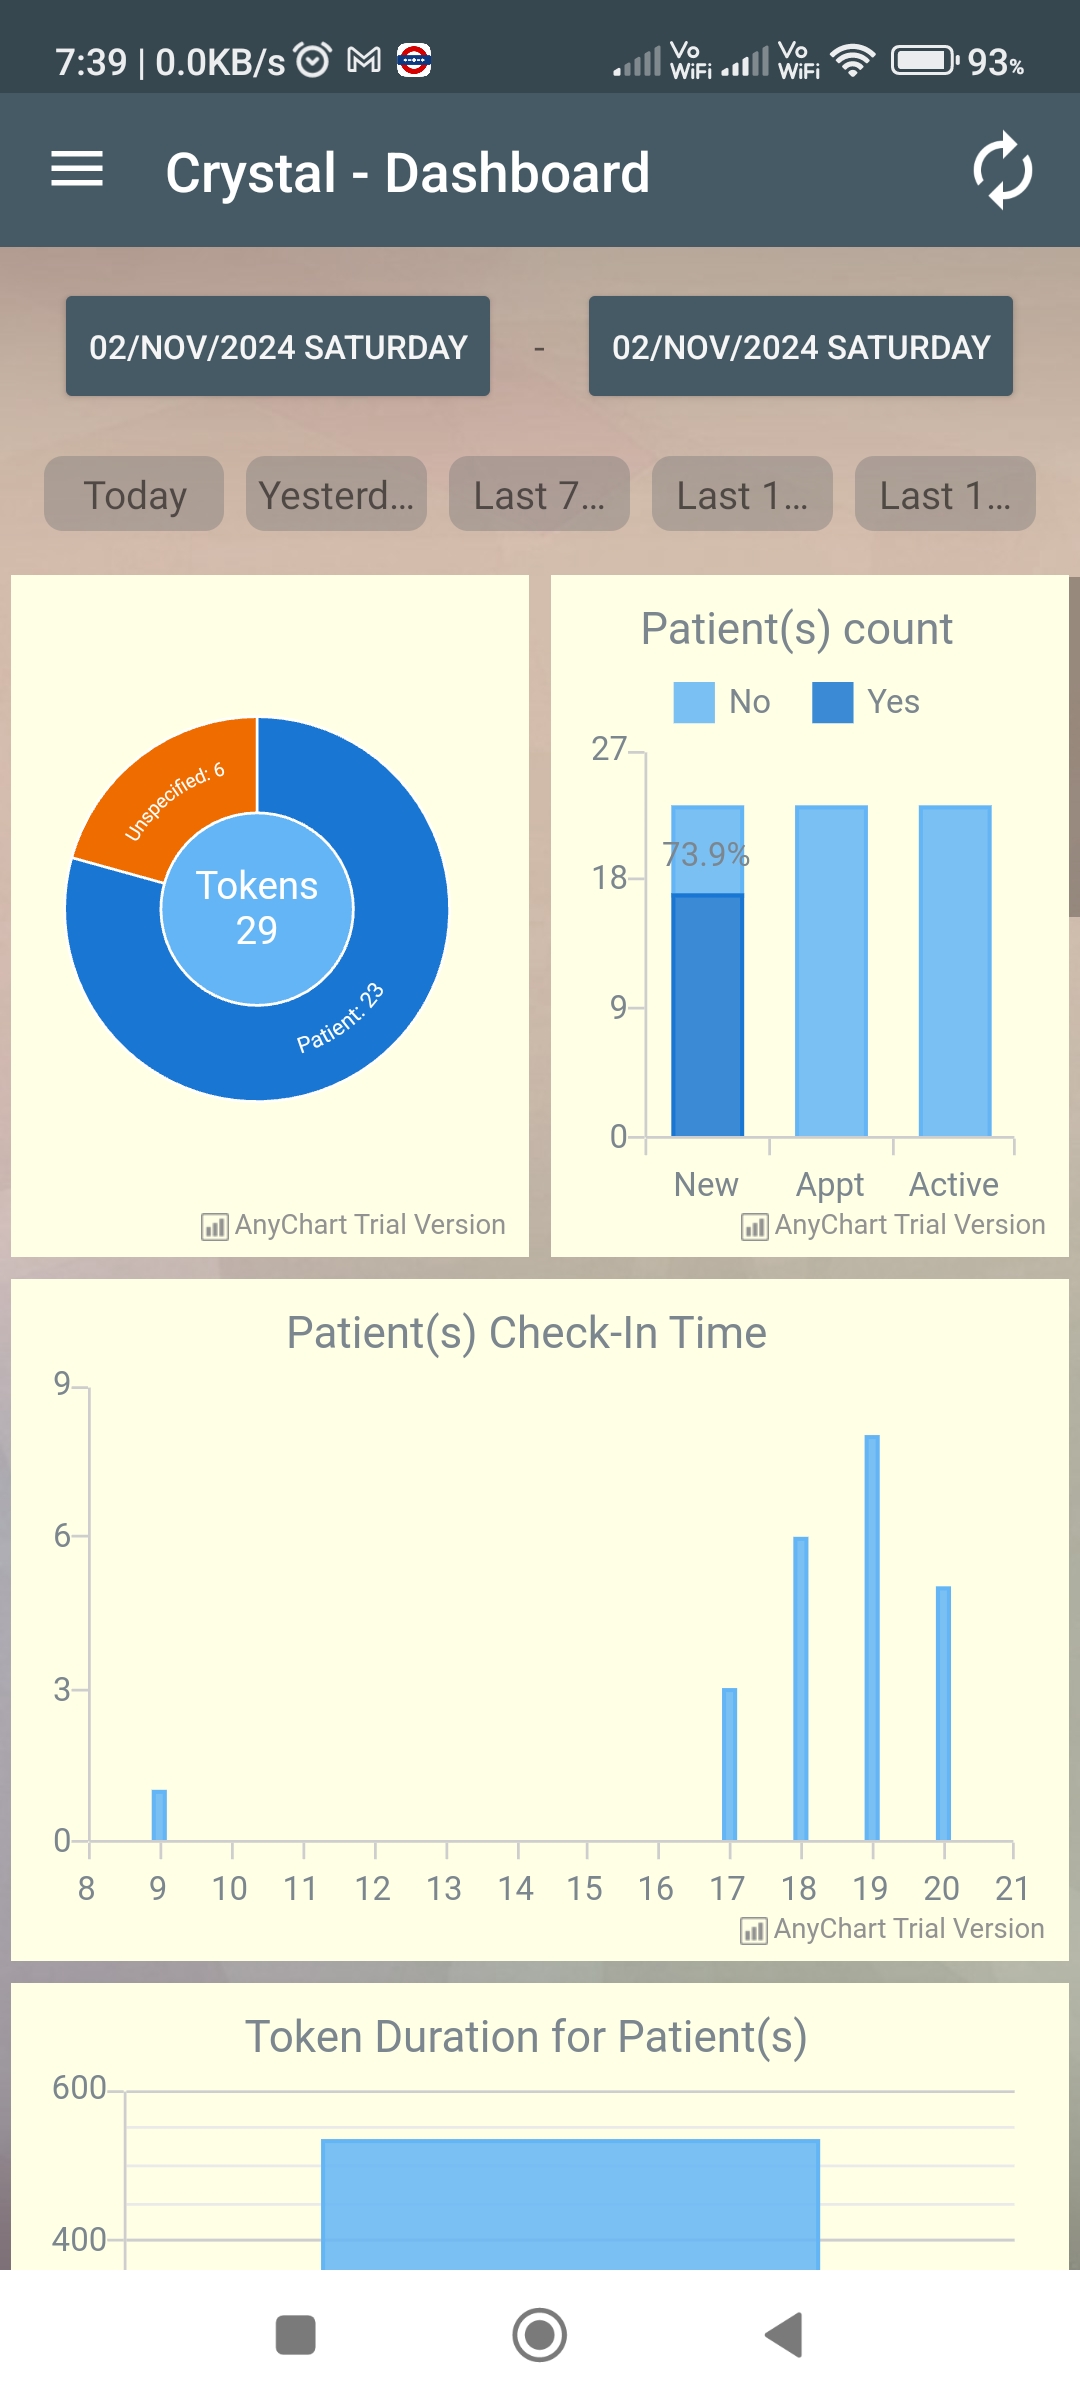 7:39 | 0.0KB/s Vo WiFi Vo WiFi 93%
Crystal - Dashboard
02/NOV/2024 SATURDAY - 02/NOV/2024 SATURDAY
Today Yesterd... Last 7... Last 1... Last 1...
Unspecified: 6
Tokens
29
Patient: 23
AnyChart Trial Version
Patient(s) count
No Yes
27
73.9%
18
9
0
New Appt Active
AnyChart Trial Version
Patient(s) Check-In Time
9
6
3
0
8 9 10 11 12 13 14 15 16 17 18 19 20 21
AnyChart Trial Version
Token Duration for Patient(s)
600
400